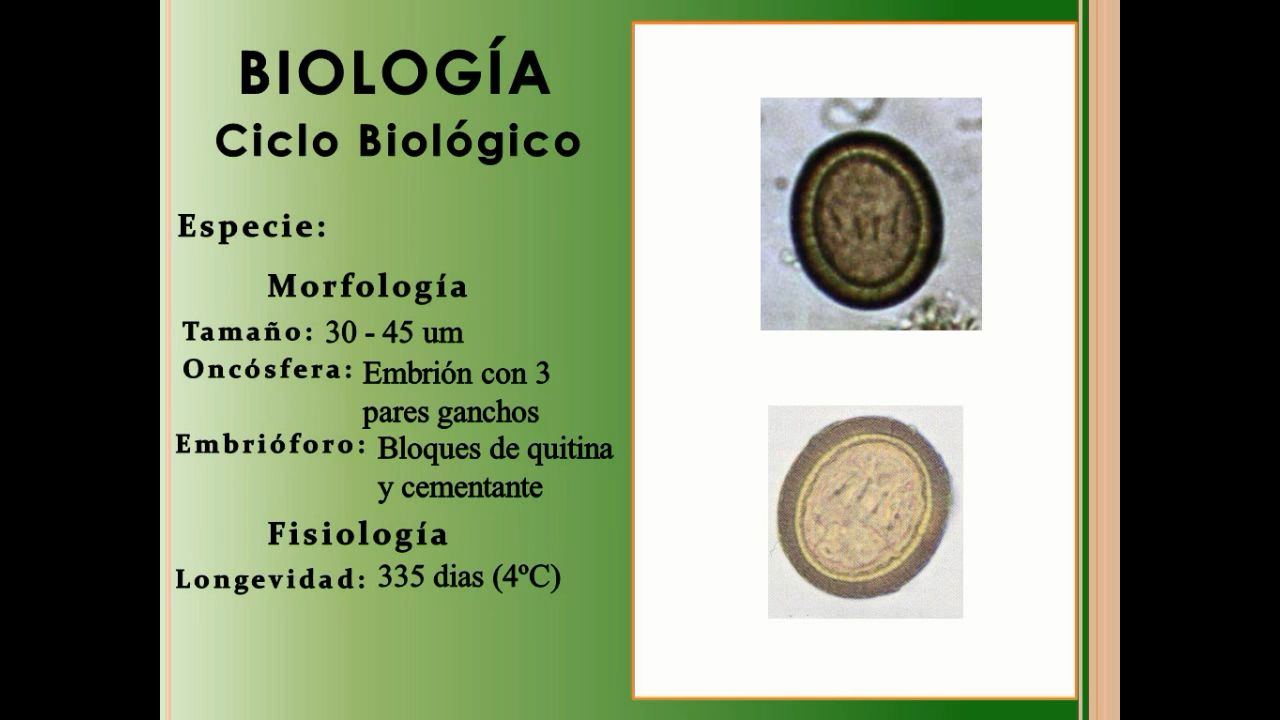 BIOLOGÍA
Ciclo Biológico
Especie:
Morfología
Tamaño: 30 - 45 um
Oncósfera: Embrión con 3
pares ganchos
Embrióforo: Bloques de quitina
y cementante
Fisiología
Longevidad: 335 dias (4ºC)